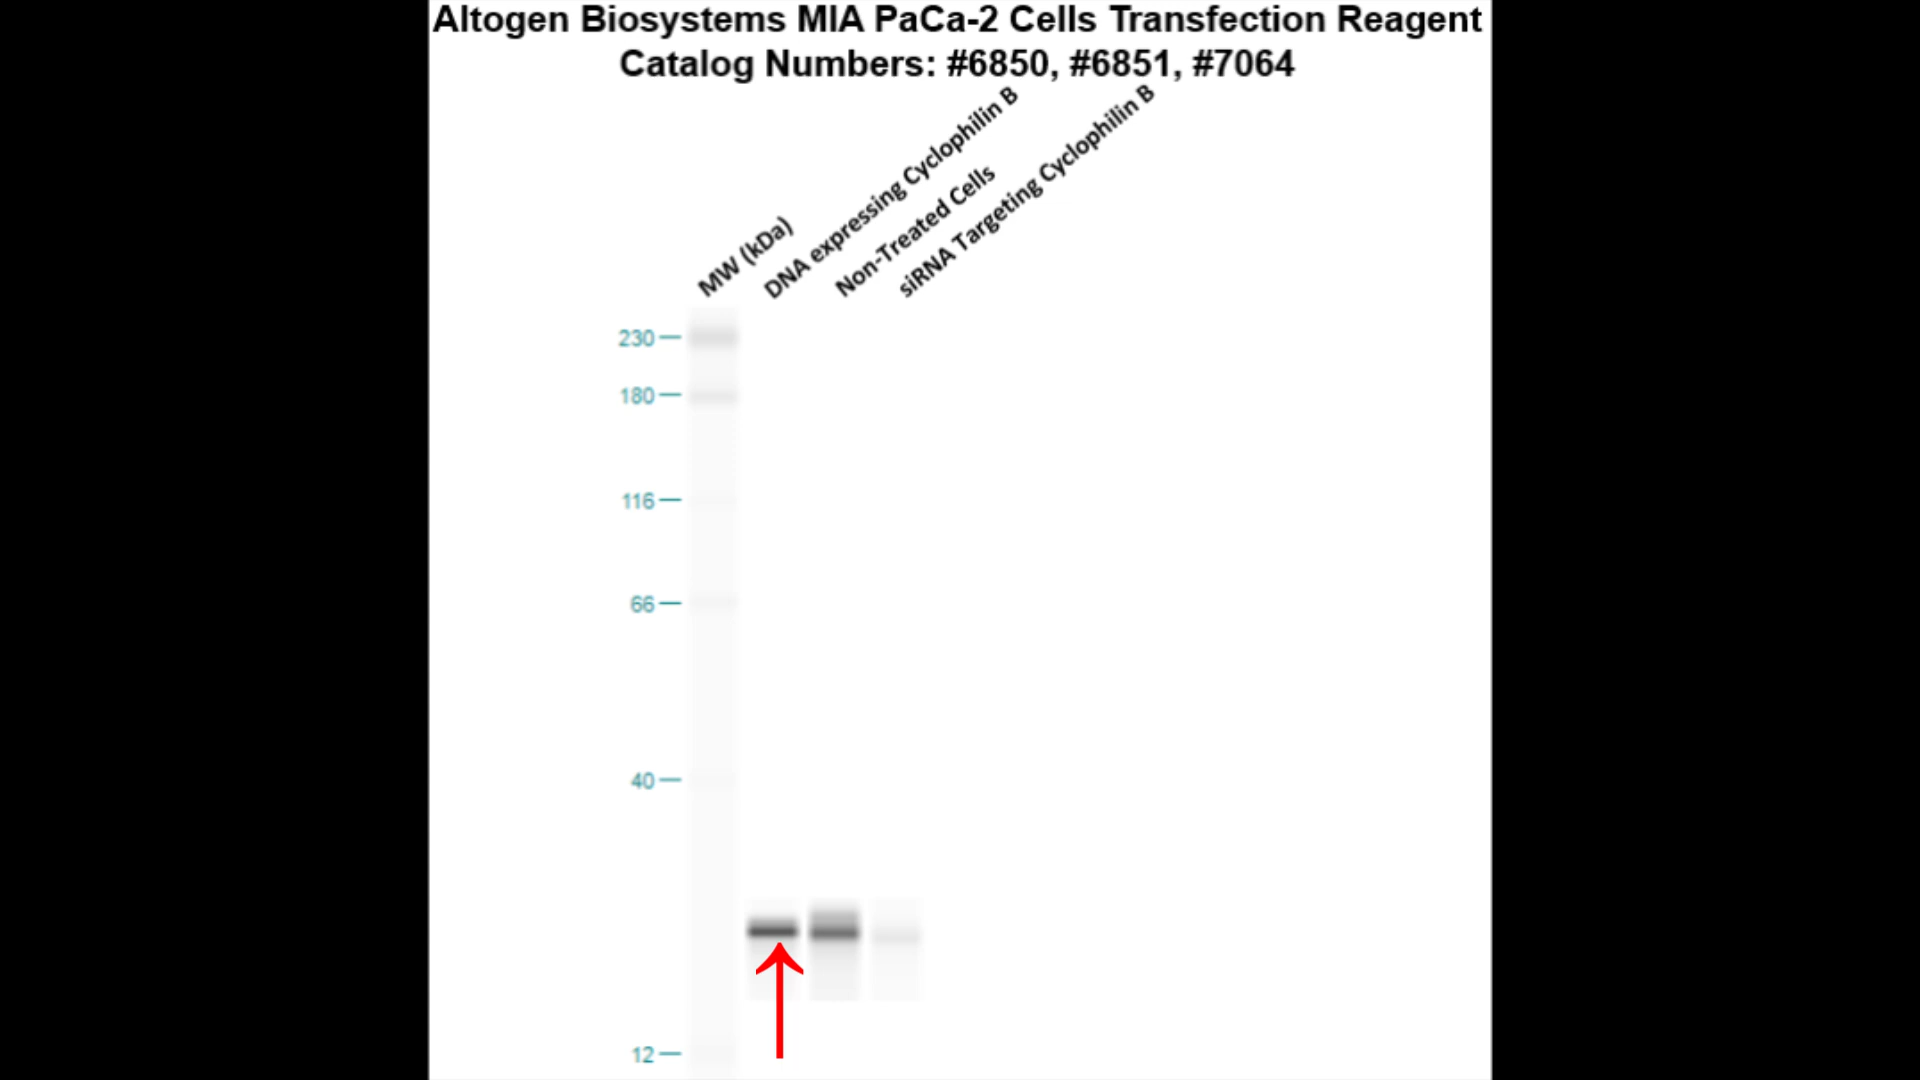 Altogen Biosystems MIA PaCa-2 Cells Transfection Reagent
Catalog Numbers: #6850, #6851, #7064
MW (kDa)
DNA expressing Cyclophilin B
Non-Treated Cells
siRNA Targeting Cyclophilin B
230
180
116
66
40
12